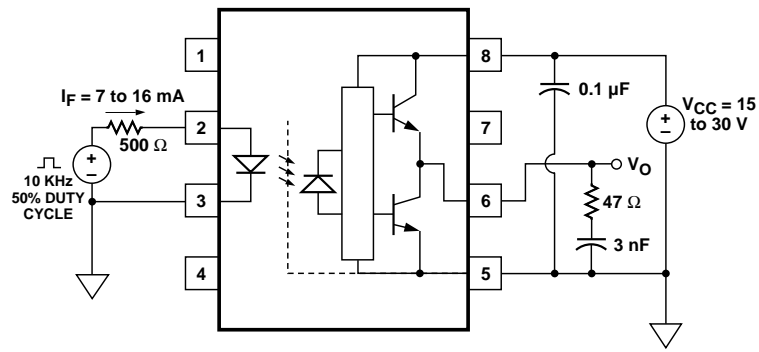 1
8
I_F = 7 to 16 mA
0.1 µF
V_CC = 15
to 30 V
+
–
2
7
500 Ω
V_O
+
–
10 KHz
50% DUTY
CYCLE
3
6
47 Ω
3 nF
4
5